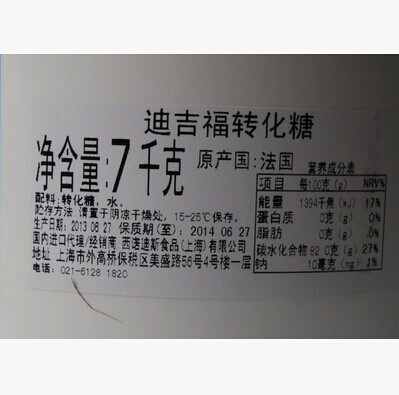 迪吉福转化糖
净含量:7千克
原产国:法国
配料:转化糖,水。
贮存方法:请置于阴凉干燥处,15-25℃保存。
生产日期:2013 06 27 保质期(至):2014 06 27
国内进口代理/经销商 西诺迪斯食品(上海)有限公司
地址:上海市外高桥保税区美盛路56号4号楼一层
电话:021-6128 1820
营养成分表
项目 每100克(g) NRV%
能量 1394千焦(kJ) 17%
蛋白质 0克(g) 0%
脂肪 0克(g) 0%
碳水化合物 82.0克(g) 27%
钠 10毫克(mg) 1%